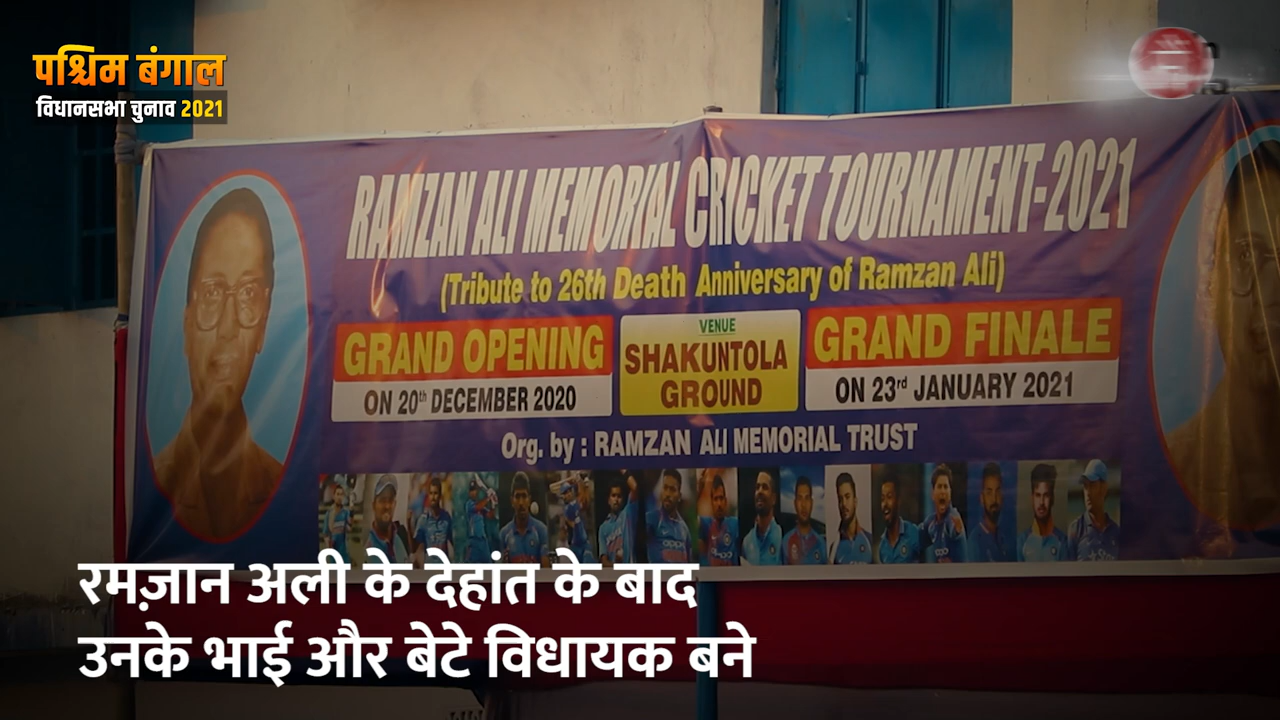 पश्चिम बंगाल
विधानसभा चुनाव 2021
RAMZAN ALI MEMORIAL CRICKET TOURNAMENT-2021
(Tribute to 26th Death Anniversary of Ramzan Ali)
GRAND OPENING
ON 20th DECEMBER 2020
VENUE
SHAKUNTOLA
GROUND
GRAND FINALE
ON 23rd JANUARY 2021
Org. by : RAMZAN ALI MEMORIAL TRUST
रमज़ान अली के देहांत के बाद
उनके भाई और बेटे विधायक बने